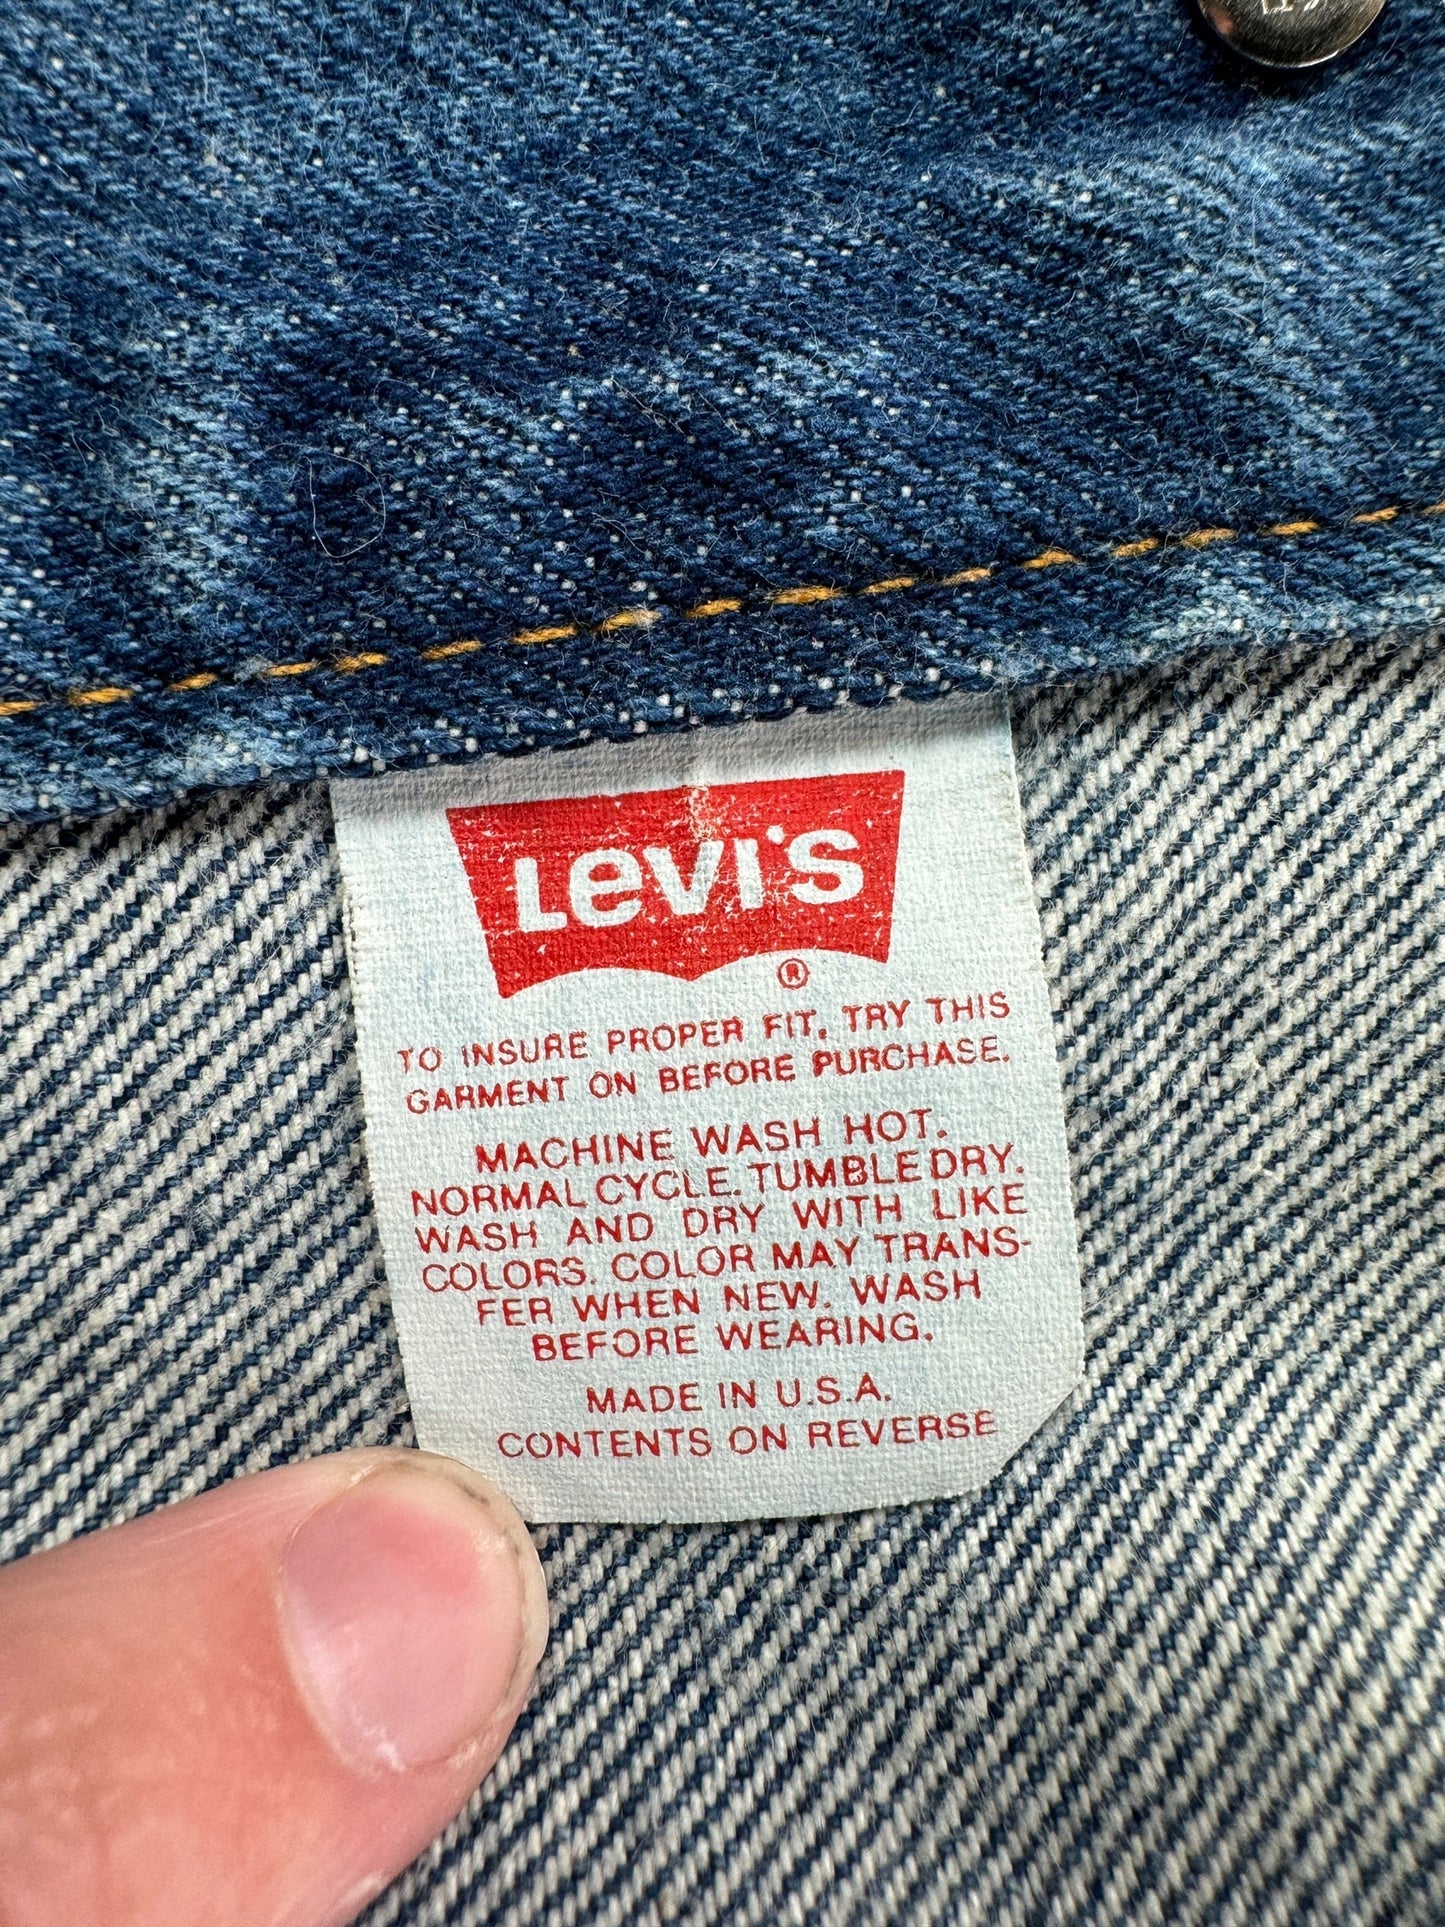 Levi's
®
TO INSURE PROPER FIT, TRY THIS
GARMENT ON BEFORE PURCHASE.
MACHINE WASH HOT.
NORMAL CYCLE. TUMBLE DRY.
WASH AND DRY WITH LIKE
COLORS. COLOR MAY TRANS-
FER WHEN NEW. WASH
BEFORE WEARING.
MADE IN U.S.A.
CONTENTS ON REVERSE